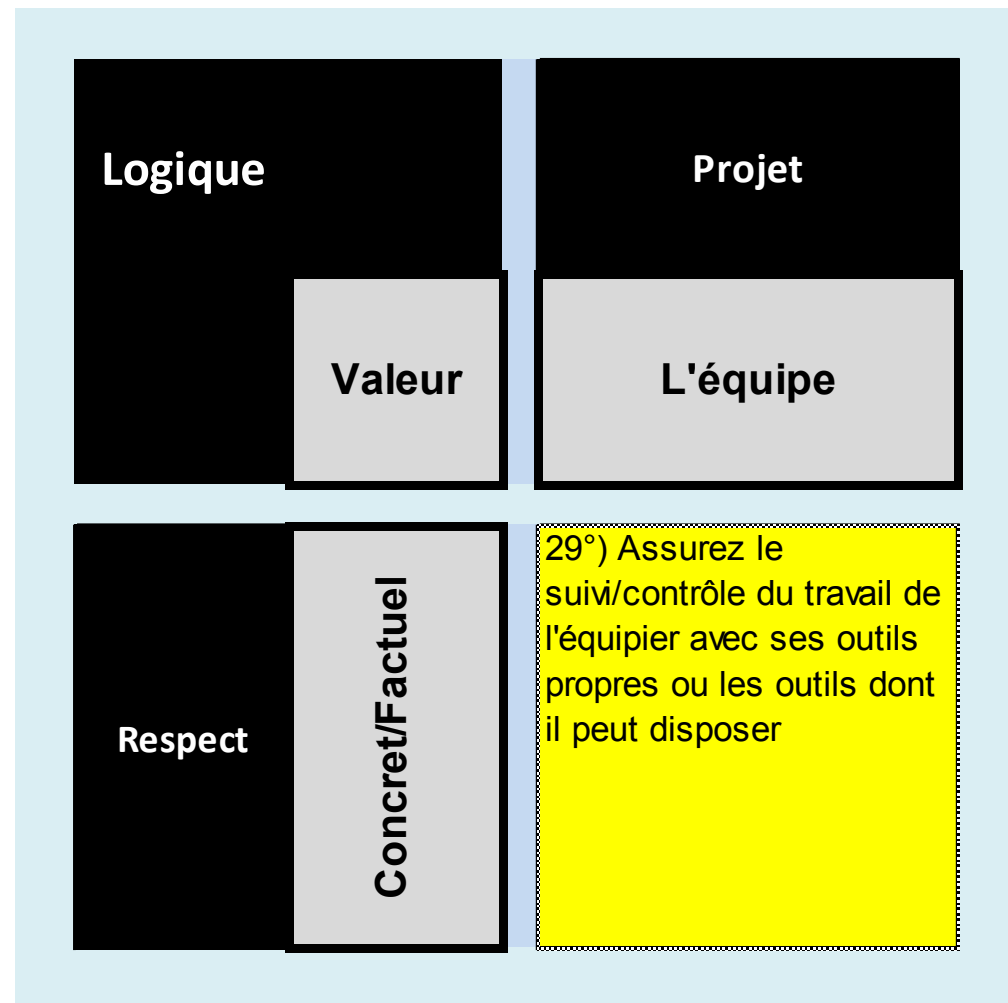 Logique
Projet
Valeur
L'équipe
Respect
Concret/Factuel
29°) Assurez le
suivi/contrôle du travail de
l'équipier avec ses outils
propres ou les outils dont
il peut disposer